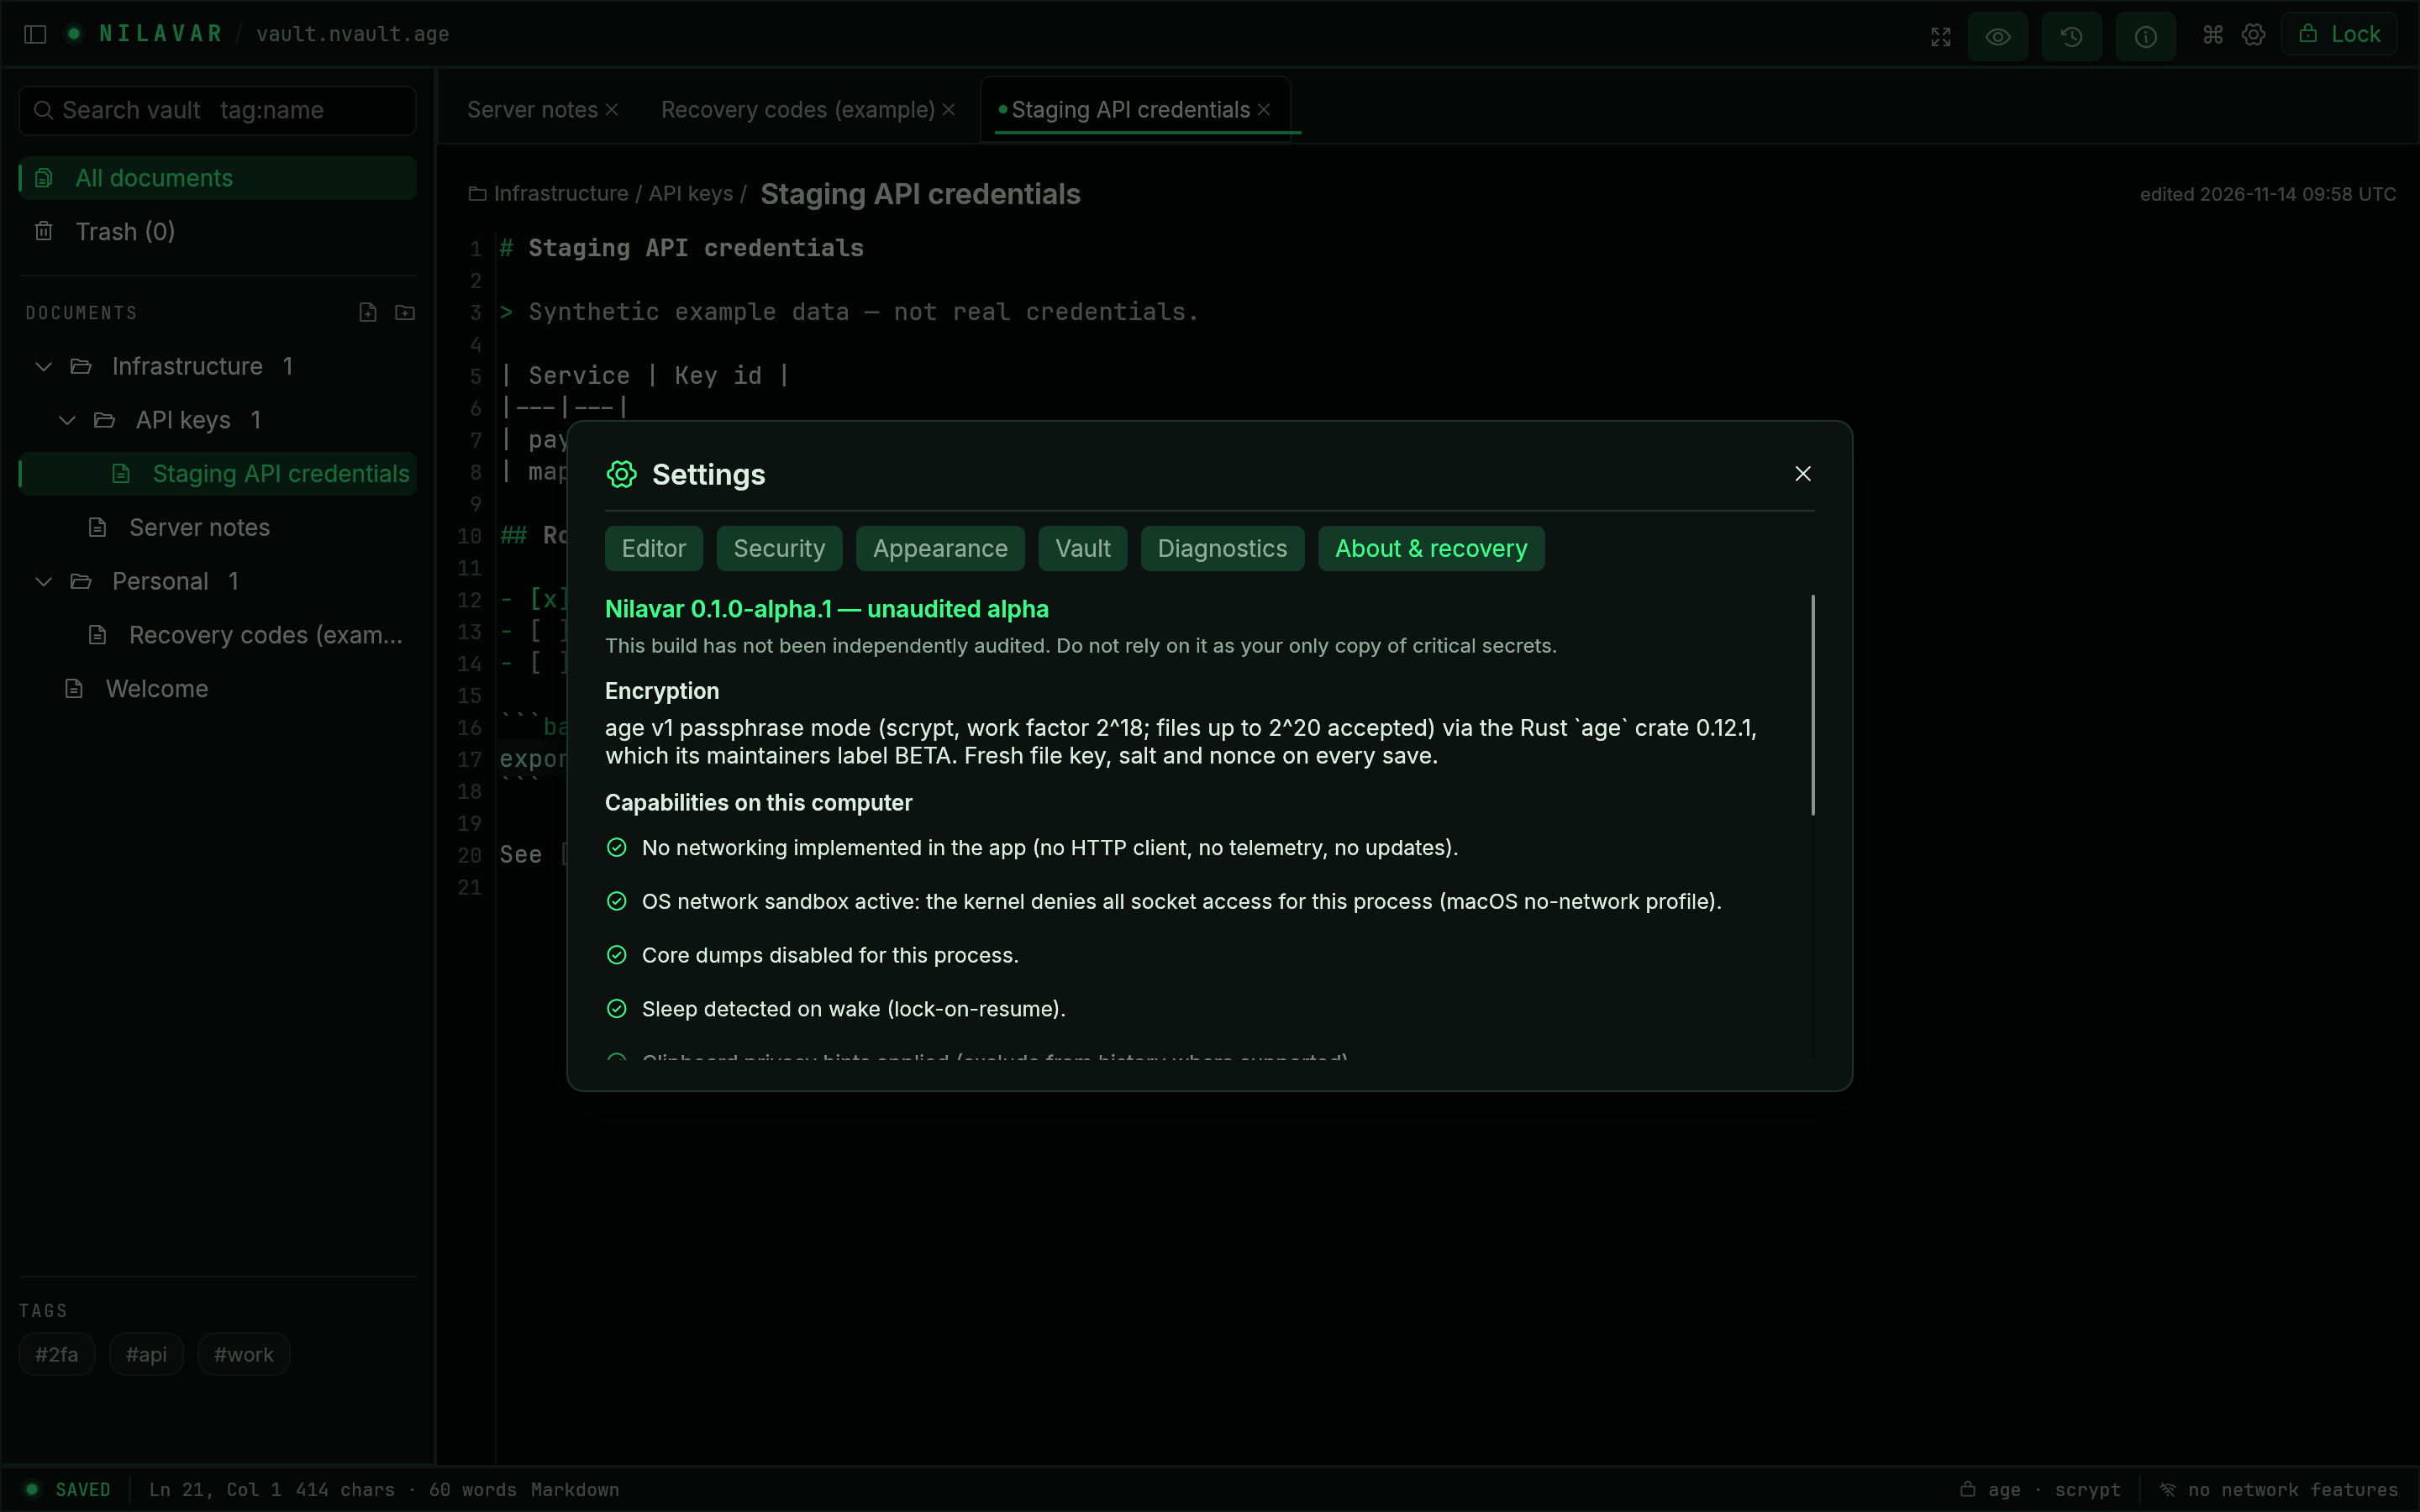 NILAVAR / vault.nvault.age
Lock
Search vault tag:name
All documents
Trash (0)
DOCUMENTS
Infrastructure 1
API keys 1
Staging API credentials
Server notes
Personal 1
Recovery codes (exam...
Welcome
TAGS
#2fa #api #work
Server notes
Recovery codes (example)
Staging API credentials
Infrastructure / API keys / Staging API credentials
edited 2026-11-14 09:58 UTC
1 # Staging API credentials
2
3 > Synthetic example data — not real credentials.
4
5 | Service | Key id |
6 |---|---|
7 | pay
8 | map
9
10 ## Ro
11
12 - [x]
13 - [ ]
14 - [ ]
15
16 ```ba
17 expor
18 ```
19
20 See [
21
Settings
Editor Security Appearance Vault Diagnostics About & recovery
Nilavar 0.1.0-alpha.1 — unaudited alpha
This build has not been independently audited. Do not rely on it as your only copy of critical secrets.
Encryption
age v1 passphrase mode (scrypt, work factor 2^18; files up to 2^20 accepted) via the Rust `age` crate 0.12.1,
which its maintainers label BETA. Fresh file key, salt and nonce on every save.
Capabilities on this computer
No networking implemented in the app (no HTTP client, no telemetry, no updates).
OS network sandbox active: the kernel denies all socket access for this process (macOS no-network profile).
Core dumps disabled for this process.
Sleep detected on wake (lock-on-resume).
Clipboard privacy hints applied (exclude from history where supported).
SAVED
Ln 21, Col 1 414 chars · 60 words Markdown
age · scrypt
no network features